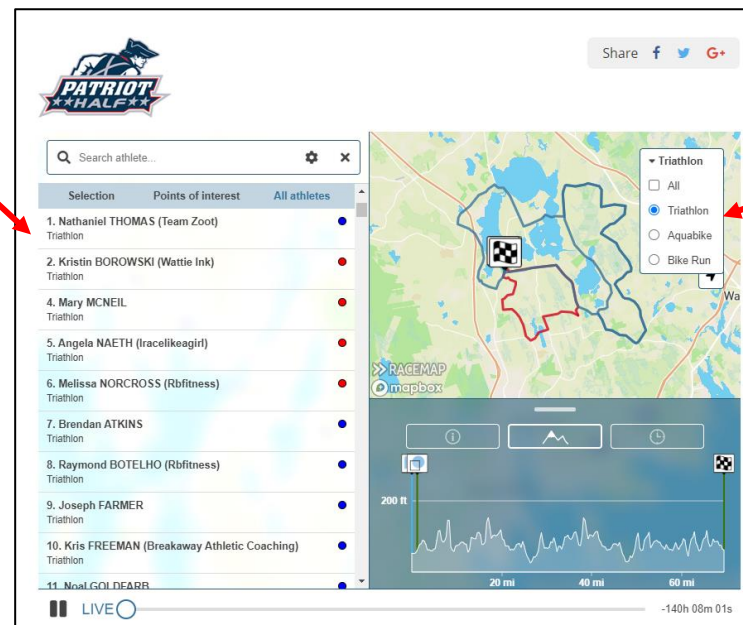 PATRIOT
HALF
Share
G+
Search athlete...
Selection Points of interest All athletes
1. Nathaniel THOMAS (Team Zoot)
Triathlon
2. Kristin BOROWSKI (Wattie Ink)
Triathlon
4. Mary MCNEIL
Triathlon
5. Angela NAETH (Iracelikeagirl)
Triathlon
6. Melissa NORCROSS (Rbfitness)
Triathlon
7. Brendan ATKINS
Triathlon
8. Raymond BOTELHO (Rbfitness)
Triathlon
9. Joseph FARMER
Triathlon
10. Kris FREEMAN (Breakaway Athletic Coaching)
Triathlon
11. Noal GOLDFARB
Triathlon
All
Triathlon
Aquabike
Bike Run
Wa
RACEMAP
mapbox
200 ft
20 mi 40 mi 60 mi
LIVE
-140h 08m 01s